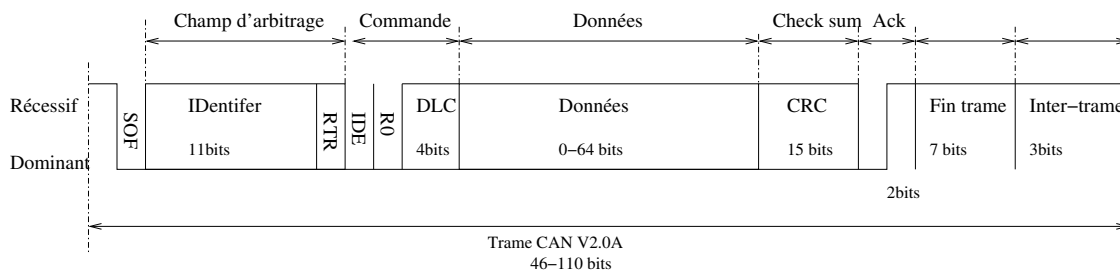 Champ d'arbitrage Commande Données Check sum Ack
Récessif SOF IDentifer RTR IDE R0 DLC Données CRC Fin trame Inter−trame
11bits 4bits 0−64 bits 15 bits 7 bits 3bits
Dominant
2bits
Trame CAN V2.0A
46−110 bits